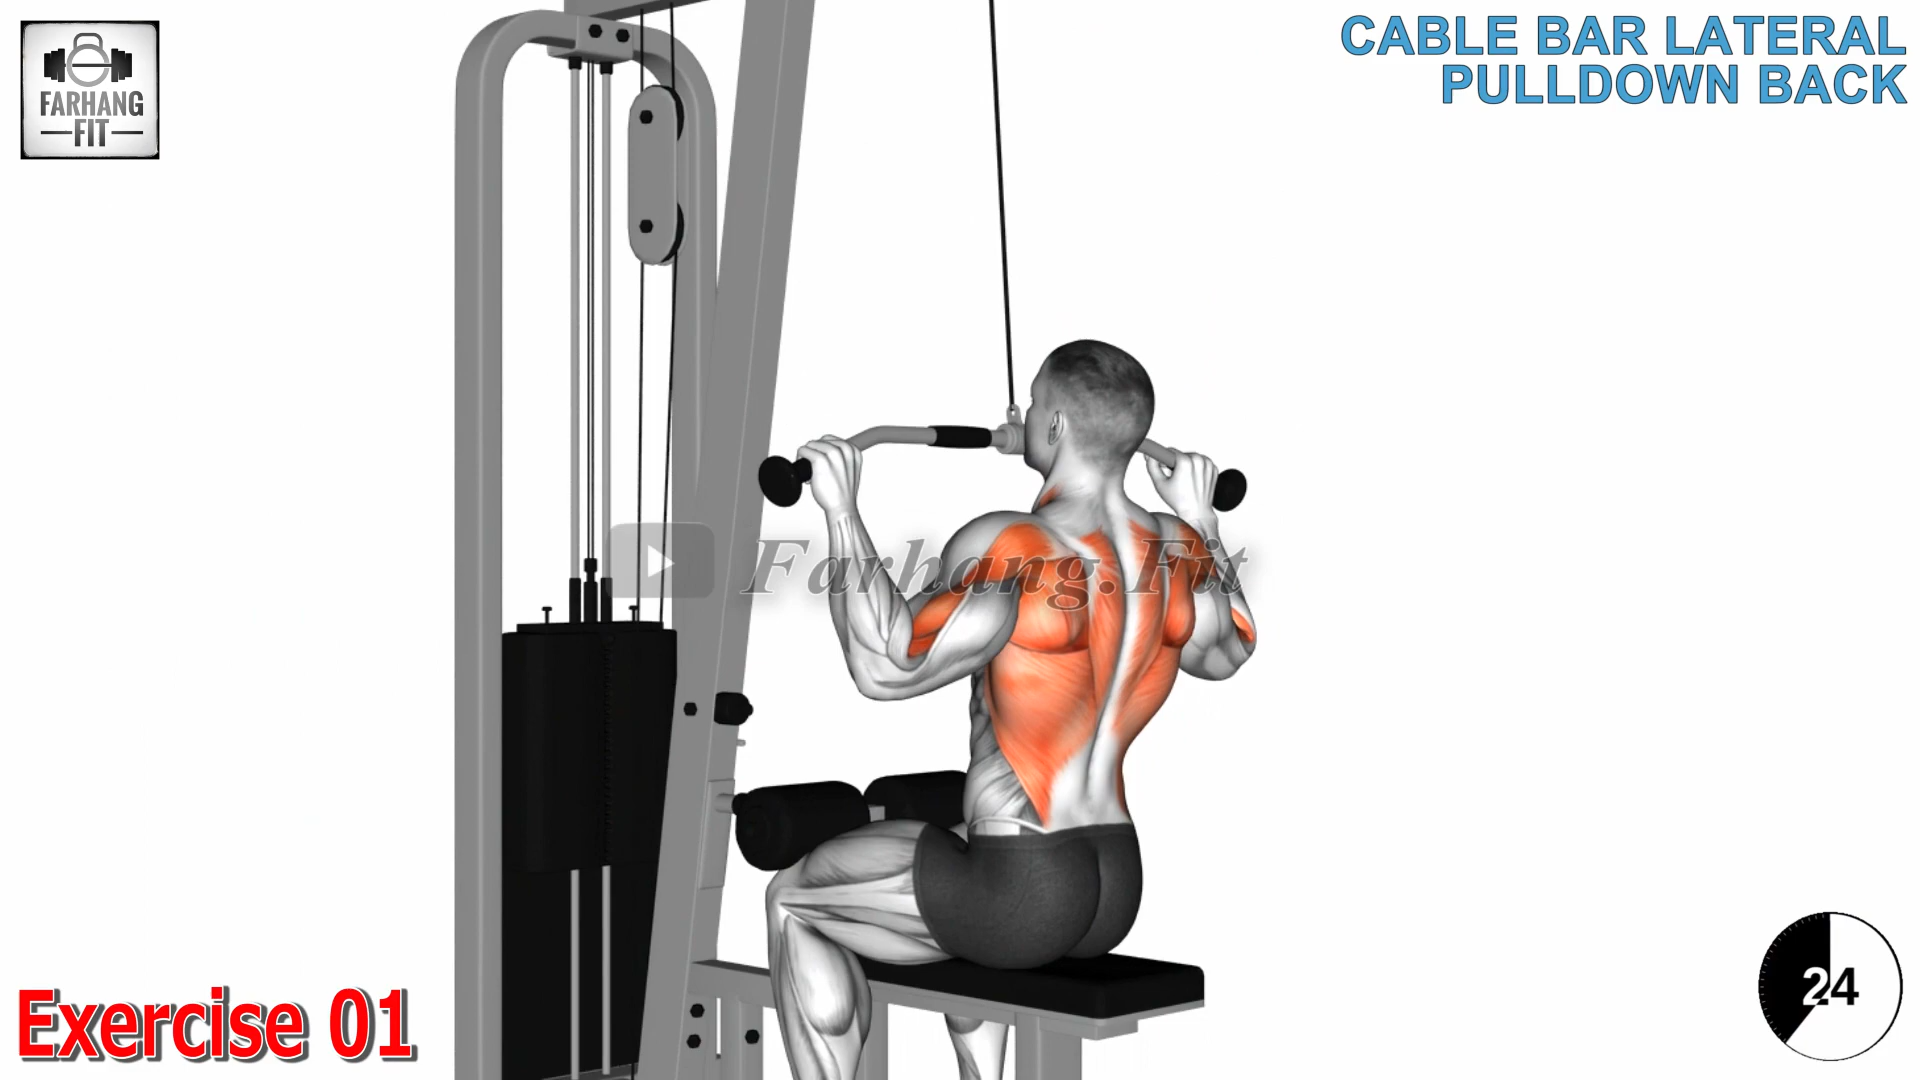 FARHANG
FIT
CABLE BAR LATERAL
PULLDOWN BACK
Farhang.Fit
Exercise 01
24